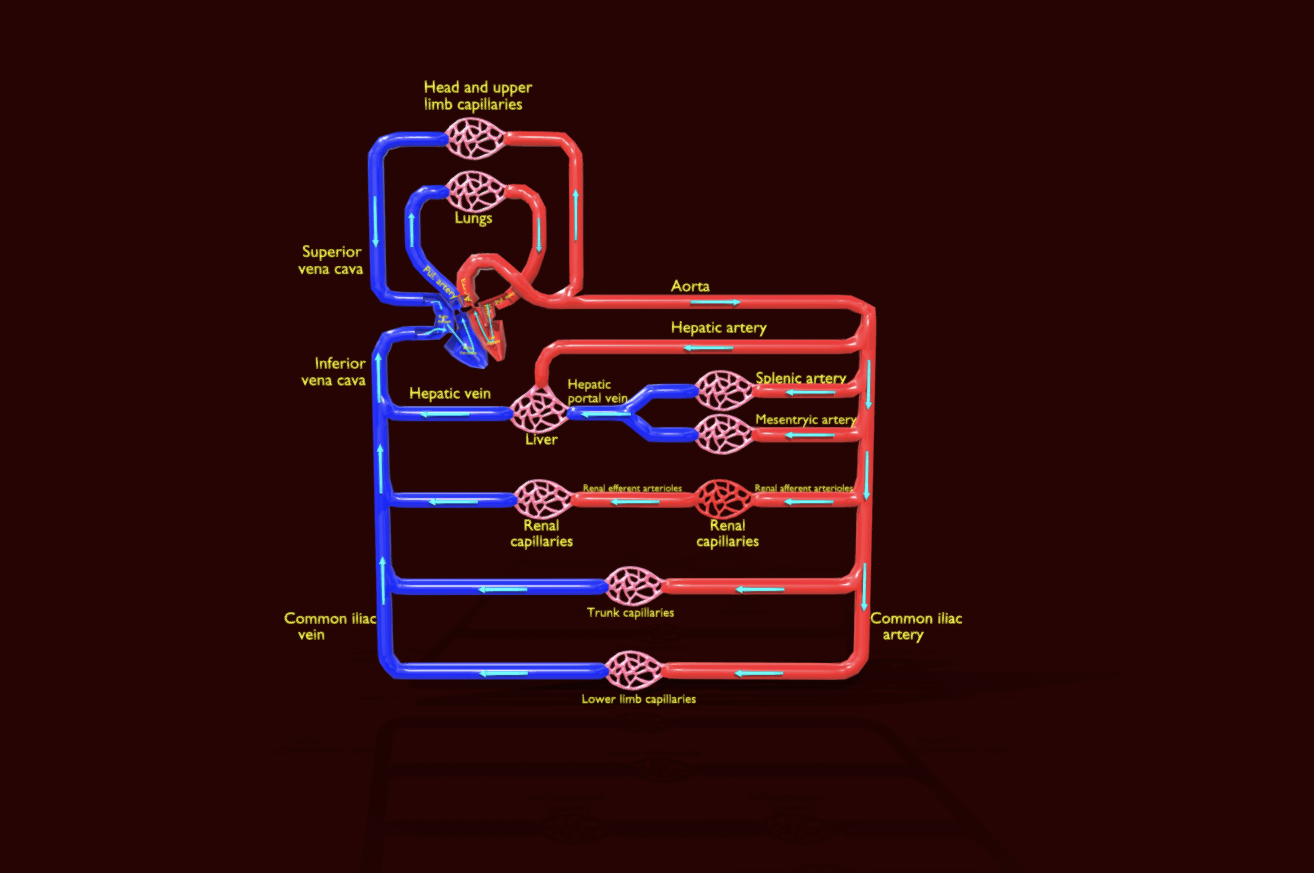 Head and upper
limb capillaries
Lungs
Superior
vena cava
Pul artery
Aorta
Hepatic artery
Inferior
vena cava
Hepatic vein
Hepatic
portal vein
Splenic artery
Mesentryic artery
Liver
Renal efferent arterioles
Renal afferent arterioles
Renal
capillaries
Renal
capillaries
Common iliac
vein
Trunk capillaries
Common iliac
artery
Lower limb capillaries